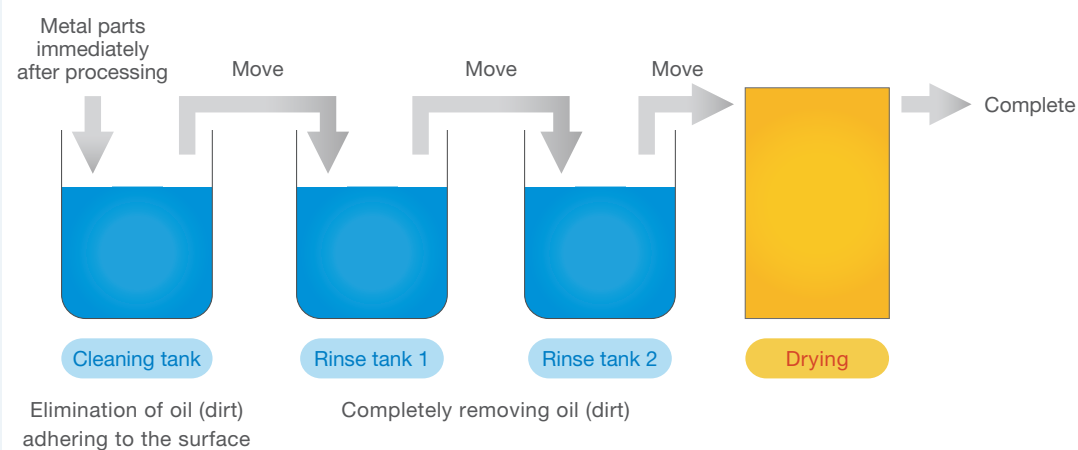 Metal parts
immediately
after processing
Move
Move
Move
Complete
Cleaning tank
Rinse tank 1
Rinse tank 2
Drying
Elimination of oil (dirt)
adhering to the surface
Completely removing oil (dirt)